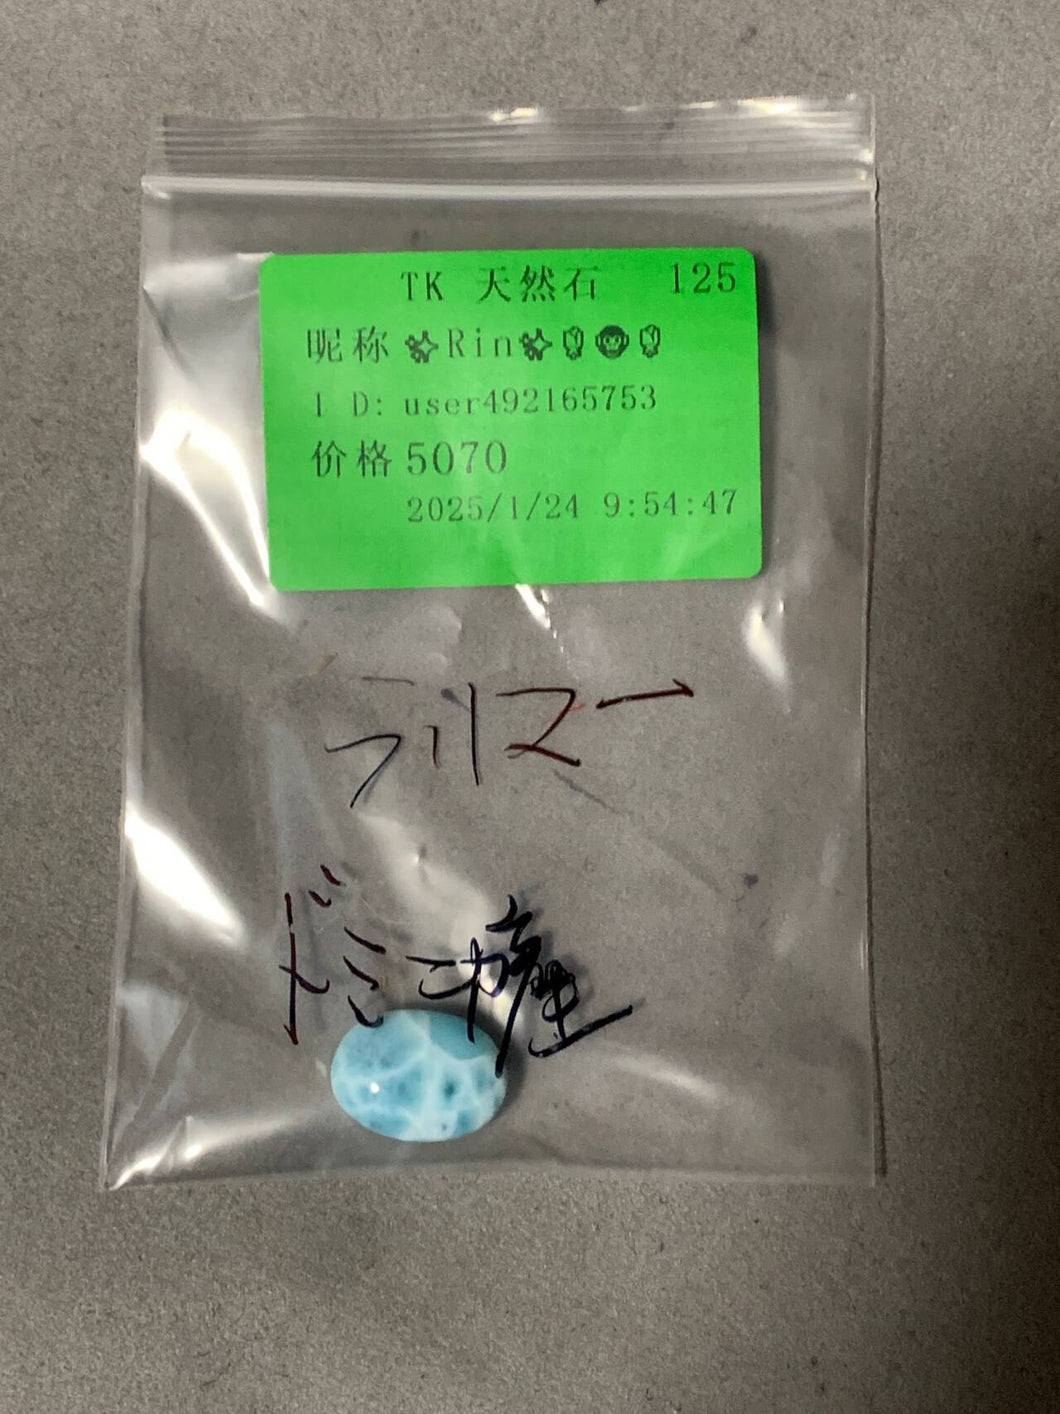 TK 天然石 125
昵称 ✨Rin✨🥊🐵🥊
I D: user492165753
价格 5070
2025/1/24 9:54:47
ラリマー
ドミニカ産